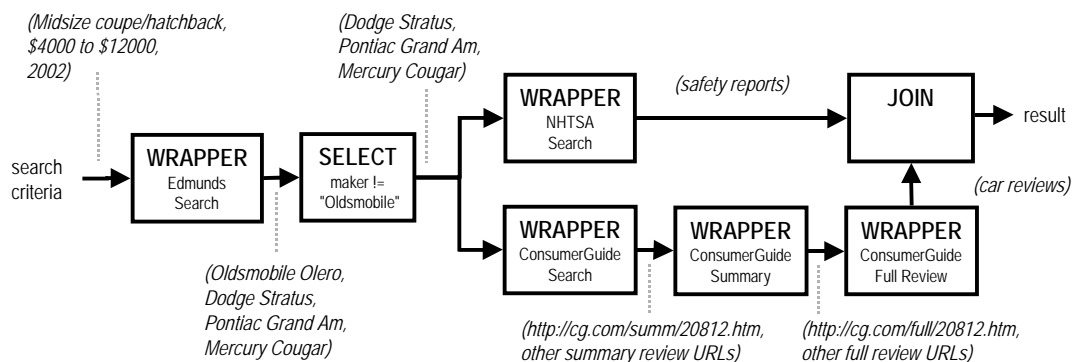 (Midsize coupe/hatchback,
$4000 to $12000,
2002)
(Dodge Stratus,
Pontiac Grand Am,
Mercury Cougar)
search
criteria
WRAPPER
Edmunds
Search
SELECT
maker !=
"Oldsmobile"
WRAPPER
NHTSA
Search
(safety reports)
JOIN
result
(car reviews)
WRAPPER
ConsumerGuide
Search
WRAPPER
ConsumerGuide
Summary
WRAPPER
ConsumerGuide
Full Review
(Oldsmobile Olero,
Dodge Stratus,
Pontiac Grand Am,
Mercury Cougar)
(http://cg.com/summ/20812.htm,
other summary review URLs)
(http://cg.com/full/20812.htm,
other full review URLs)